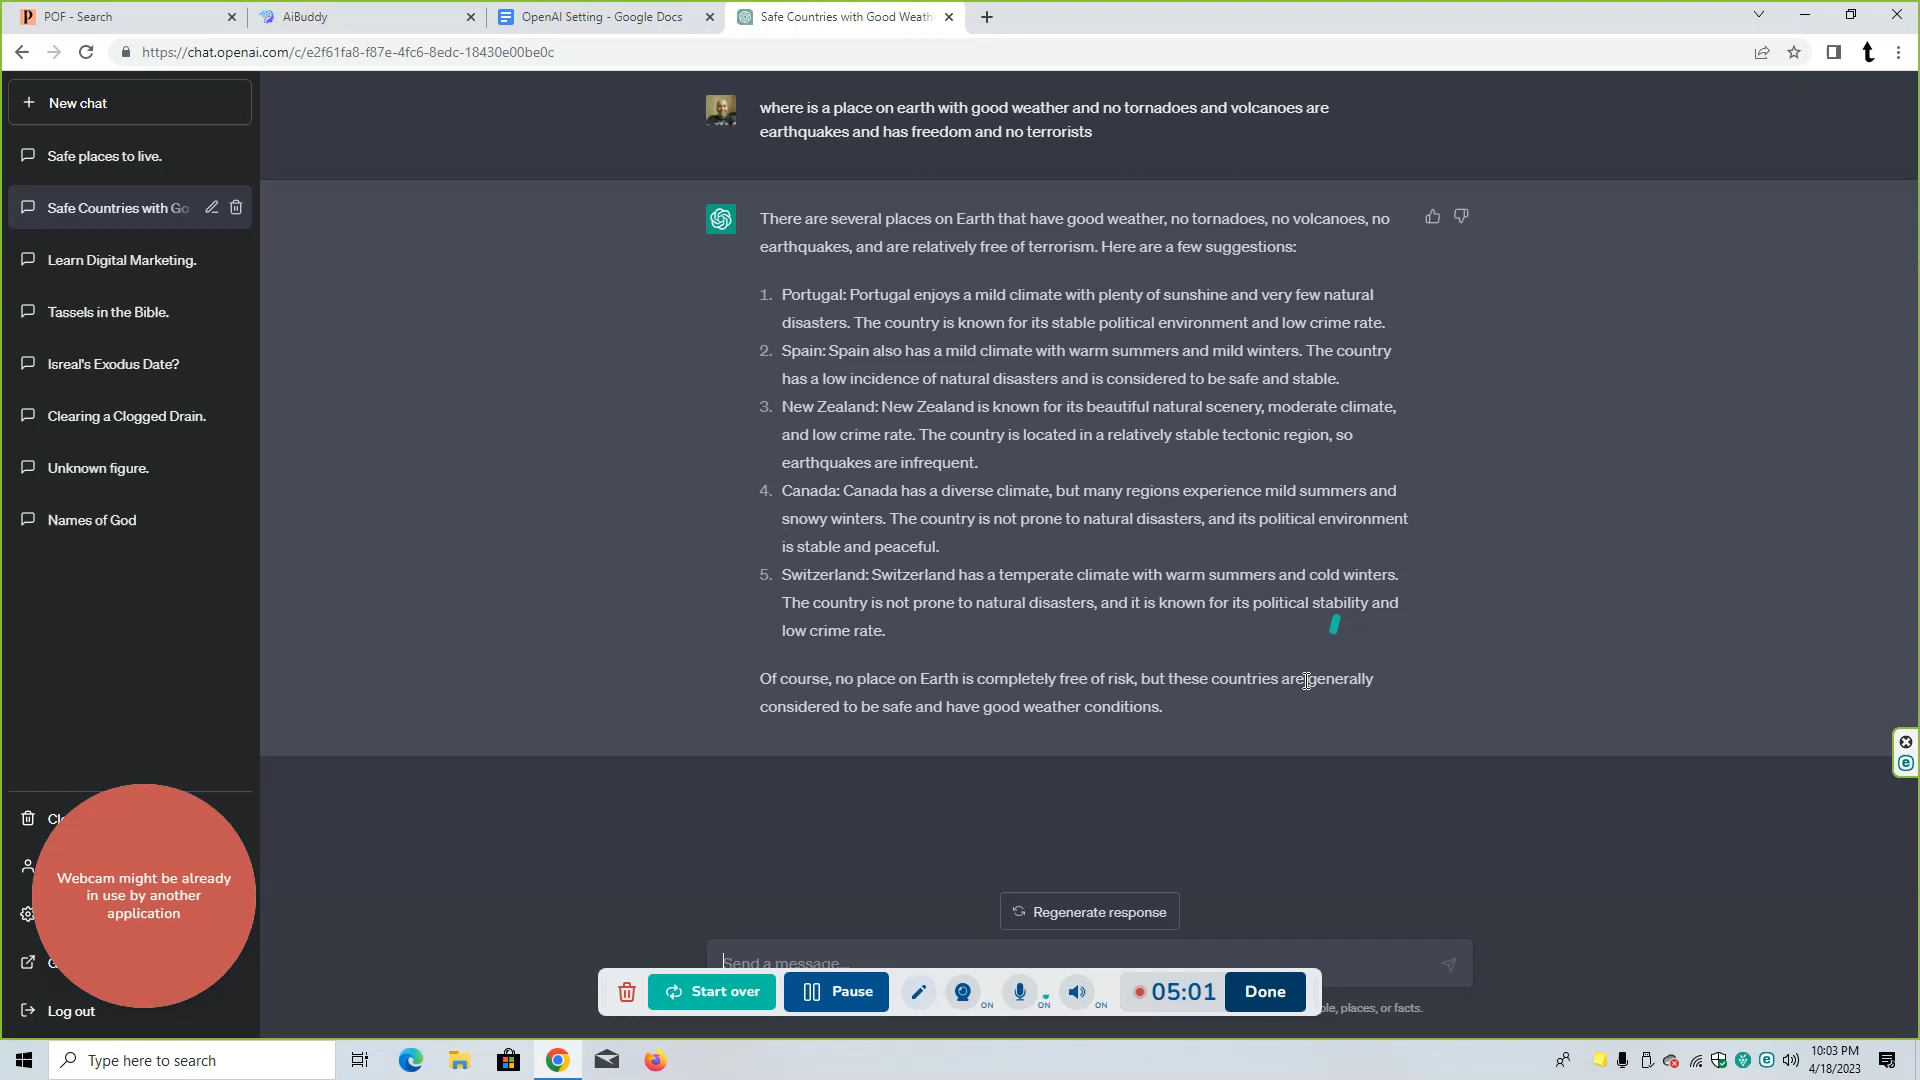 POF - Search
AiBuddy
OpenAI Setting - Google Docs
Safe Countries with Good Weath
https://chat.openai.com/c/e2f61fa8-f87e-4fc6-8edc-18430e00be0c
New chat
Safe places to live.
Safe Countries with Go
Learn Digital Marketing.
Tassels in the Bible.
Isreal's Exodus Date?
Clearing a Clogged Drain.
Unknown figure.
Names of God
Log out
Webcam might be already
in use by another
application
where is a place on earth with good weather and no tornadoes and volcanoes are
earthquakes and has freedom and no terrorists
There are several places on Earth that have good weather, no tornadoes, no volcanoes, no
earthquakes, and are relatively free of terrorism. Here are a few suggestions:
1. Portugal: Portugal enjoys a mild climate with plenty of sunshine and very few natural
disasters. The country is known for its stable political environment and low crime rate.
2. Spain: Spain also has a mild climate with warm summers and mild winters. The country
has a low incidence of natural disasters and is considered to be safe and stable.
3. New Zealand: New Zealand is known for its beautiful natural scenery, moderate climate,
and low crime rate. The country is located in a relatively stable tectonic region, so
earthquakes are infrequent.
4. Canada: Canada has a diverse climate, but many regions experience mild summers and
snowy winters. The country is not prone to natural disasters, and its political environment
is stable and peaceful.
5. Switzerland: Switzerland has a temperate climate with warm summers and cold winters.
The country is not prone to natural disasters, and it is known for its political stability and
low crime rate.
Of course, no place on Earth is completely free of risk, but these countries are generally
considered to be safe and have good weather conditions.
Regenerate response
Send a message...
Start over
Pause
ON
ON
ON
05:01
Done
places, or facts.
Type here to search
10:03 PM
4/18/2023